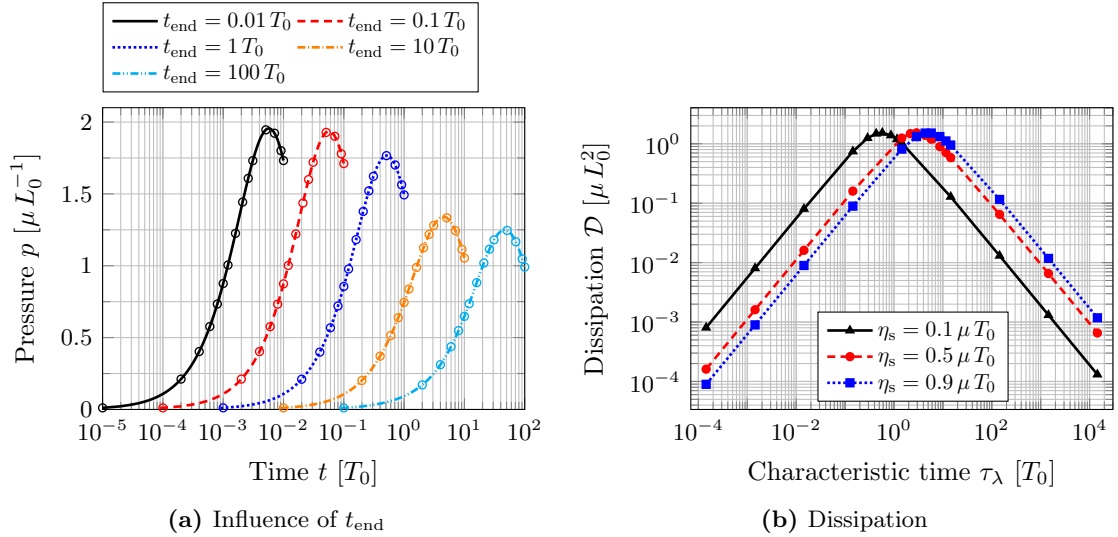 t_end = 0.01 T_0
t_end = 0.1 T_0
t_end = 1 T_0
t_end = 10 T_0
t_end = 100 T_0
Pressure p [μ L_0^{-1}]
2
1.5
1
0.5
0
10^{-5} 10^{-4} 10^{-3} 10^{-2} 10^{-1} 10^0 10^1 10^2
Time t [T_0]
(a) Influence of t_end
Dissipation 𝒟 [μ L_0^2]
10^0
10^{-1}
10^{-2}
10^{-3}
10^{-4}
η_s = 0.1 μ T_0
η_s = 0.5 μ T_0
η_s = 0.9 μ T_0
10^{-4} 10^{-2} 10^0 10^2 10^4
Characteristic time τ_λ [T_0]
(b) Dissipation